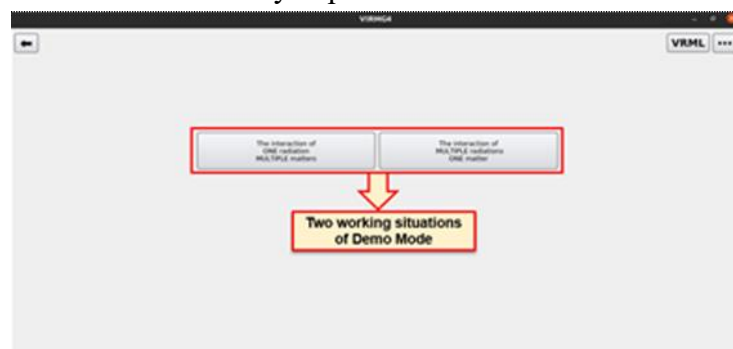 VIRMG4
VRML
The interaction of
ONE radiation
MULTIPLE matters
The interaction of
MULTIPLE radiations
ONE matter
Two working situations
of Demo Mode